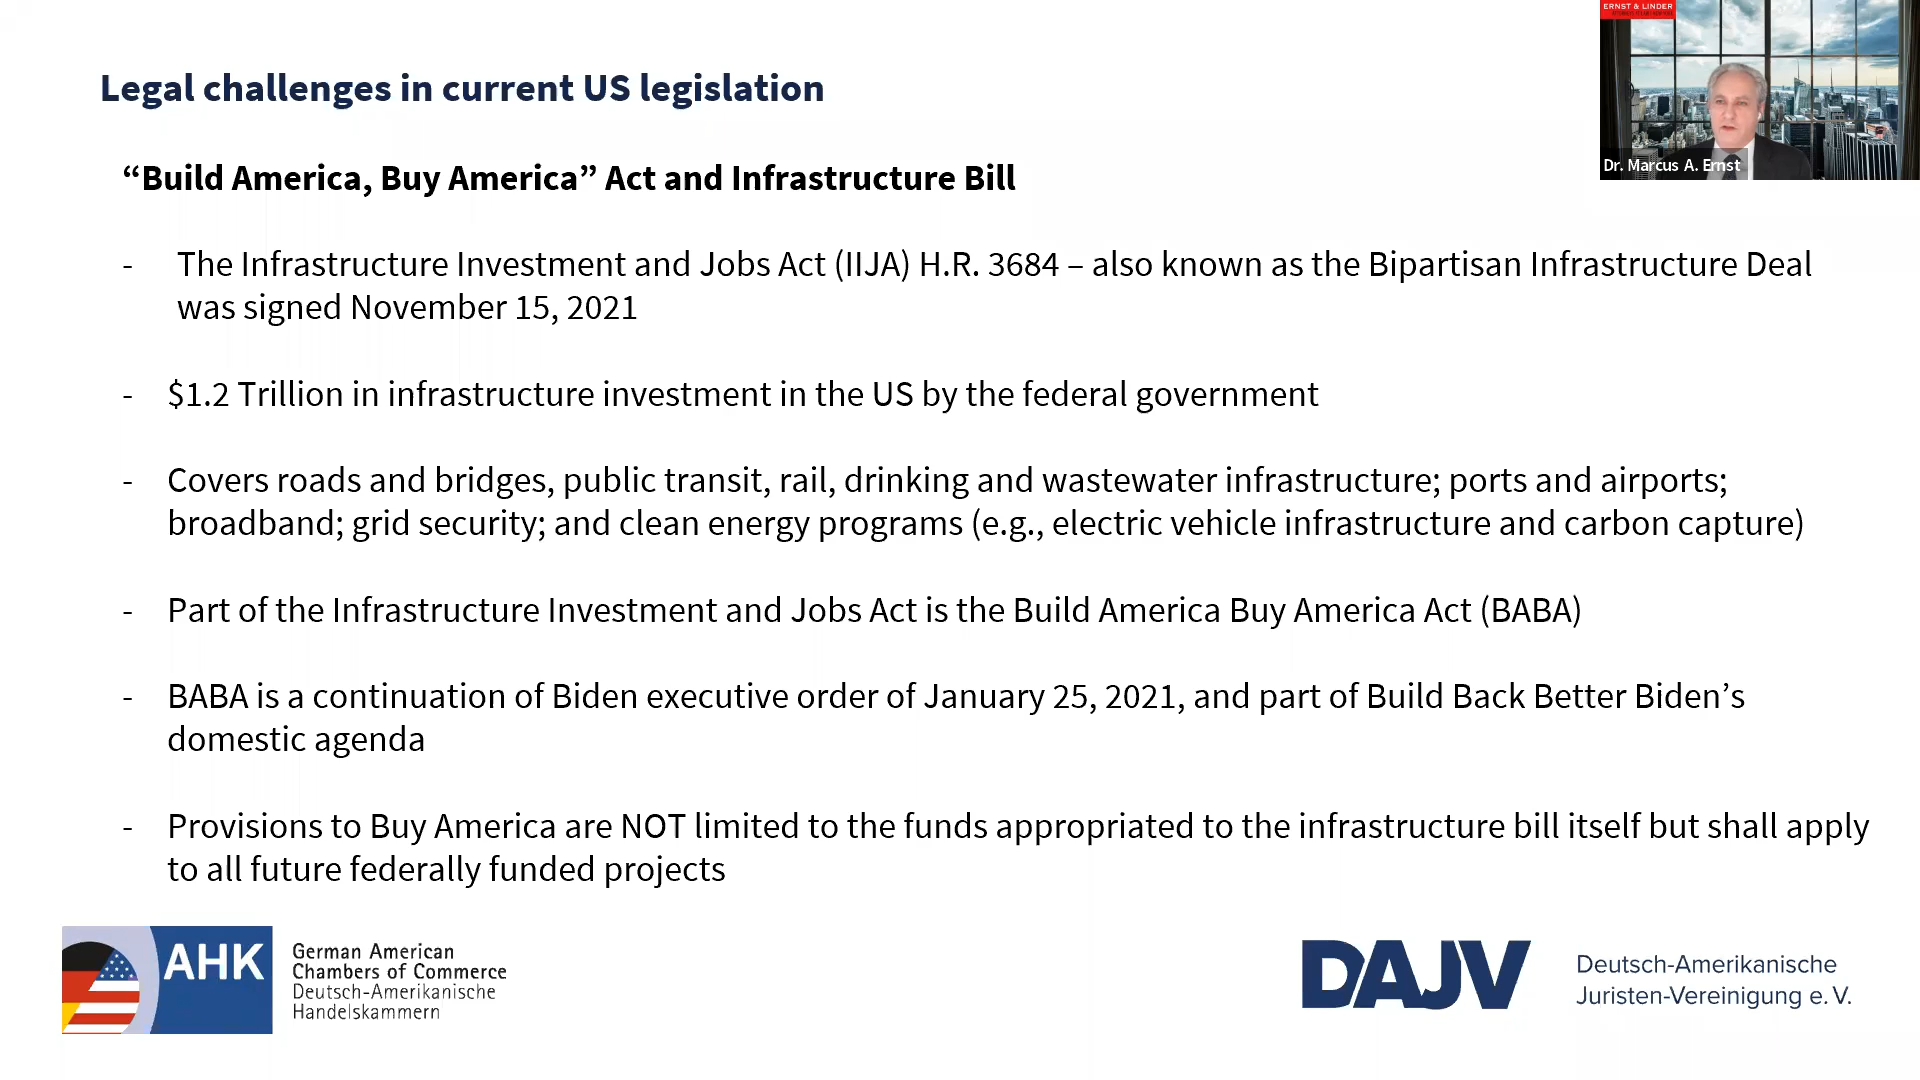 ERNST & LINDER
Legal challenges in current US legislation
Dr. Marcus A. Ernst
“Build America, Buy America” Act and Infrastructure Bill
- The Infrastructure Investment and Jobs Act (IIJA) H.R. 3684 – also known as the Bipartisan Infrastructure Deal
was signed November 15, 2021
- $1.2 Trillion in infrastructure investment in the US by the federal government
- Covers roads and bridges, public transit, rail, drinking and wastewater infrastructure; ports and airports;
broadband; grid security; and clean energy programs (e.g., electric vehicle infrastructure and carbon capture)
- Part of the Infrastructure Investment and Jobs Act is the Build America Buy America Act (BABA)
- BABA is a continuation of Biden executive order of January 25, 2021, and part of Build Back Better Biden’s
domestic agenda
- Provisions to Buy America are NOT limited to the funds appropriated to the infrastructure bill itself but shall apply
to all future federally funded projects
AHK
German American
Chambers of Commerce
Deutsch-Amerikanische
Handelskammern
DAJV
Deutsch-Amerikanische
Juristen-Vereinigung e. V.